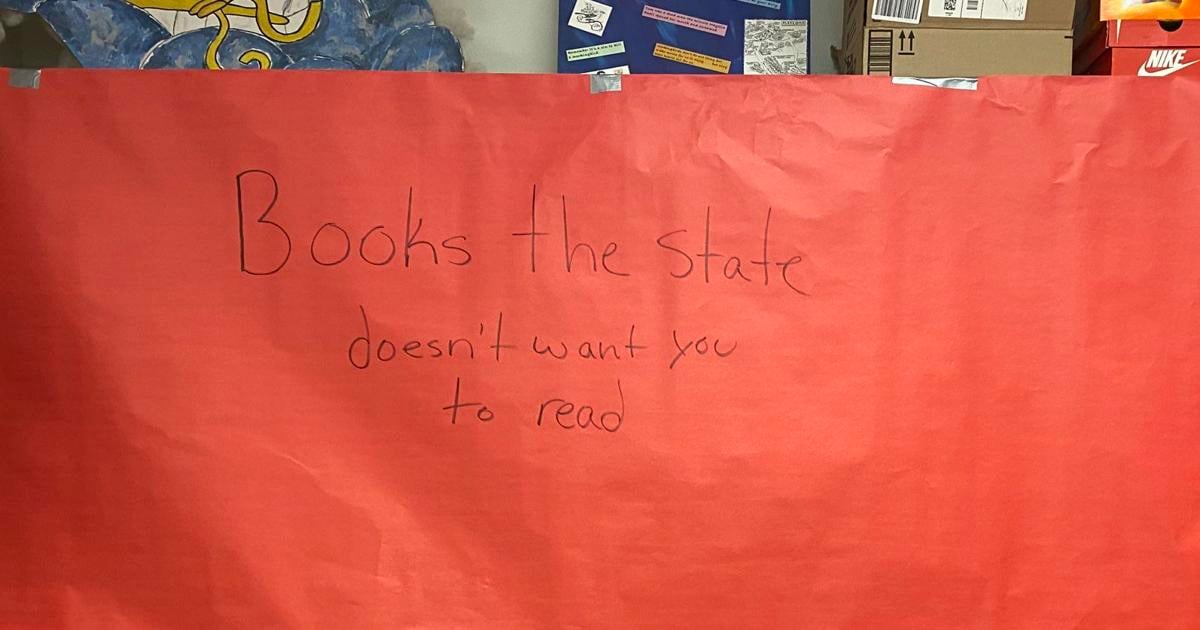 Books the state
doesn't want you
to read
NIKE